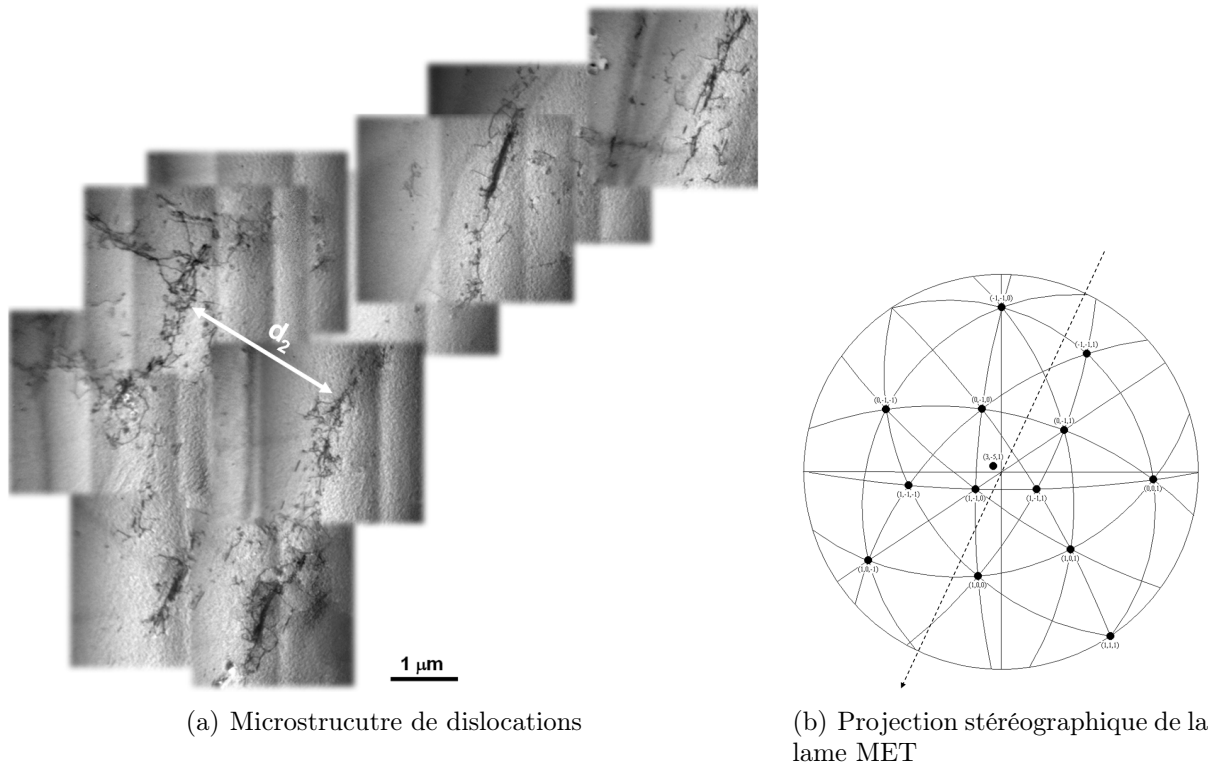 d2
1 μm
(-1,-1,0)
(-1,-1,1)
(0,-1,-1)
(0,-1,0)
(0,-1,1)
(3,-5,1)
(1,-1,-1)
(1,-1,0)
(1,-1,1)
(0,0,1)
(1,0,-1)
(1,0,0)
(1,0,1)
(1,1,1)
(a) Microstrucutre de dislocations
(b) Projection stéréographique de la
lame MET